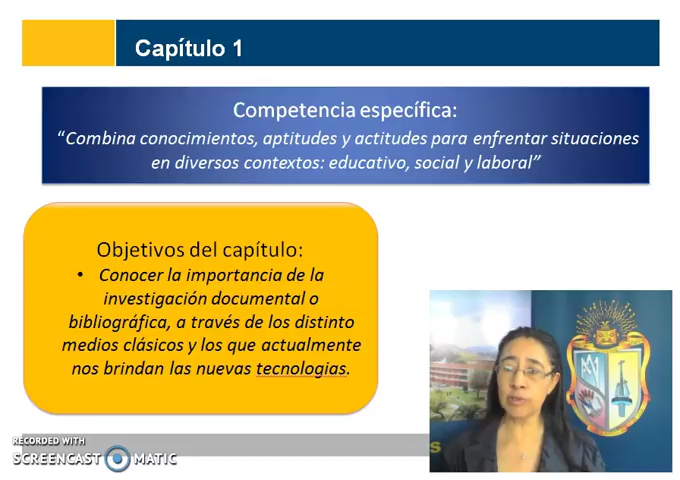 Capítulo 1
Competencia específica:
“Combina conocimientos, aptitudes y actitudes para enfrentar situaciones
en diversos contextos: educativo, social y laboral”
Objetivos del capítulo:
• Conocer la importancia de la
investigación documental o
bibliográfica, a través de los distinto
medios clásicos y los que actualmente
nos brindan las nuevas tecnologias.
RECORDED WITH
SCREENCAST MATIC